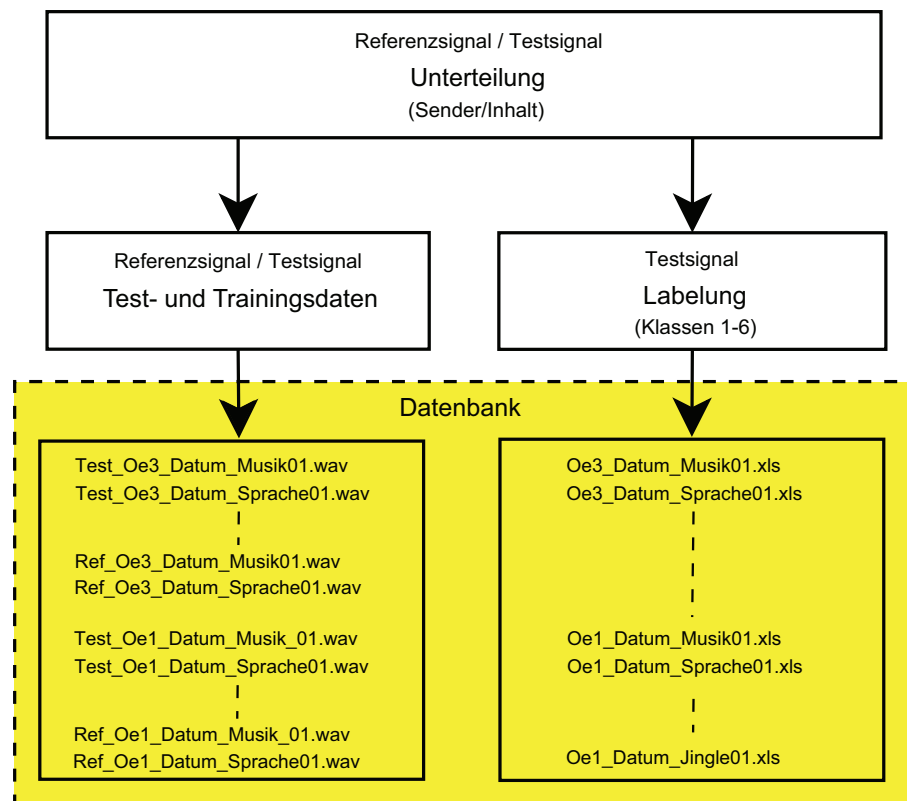 Referenzsignal / Testsignal
Unterteilung
(Sender/Inhalt)
Referenzsignal / Testsignal
Test- und Trainingsdaten
Testsignal
Labelung
(Klassen 1-6)
Datenbank
Test_Oe3_Datum_Musik01.wav
Test_Oe3_Datum_Sprache01.wav
Ref_Oe3_Datum_Musik01.wav
Ref_Oe3_Datum_Sprache01.wav
Test_Oe1_Datum_Musik_01.wav
Test_Oe1_Datum_Sprache01.wav
Ref_Oe1_Datum_Musik_01.wav
Ref_Oe1_Datum_Sprache01.wav
Oe3_Datum_Musik01.xls
Oe3_Datum_Sprache01.xls
Oe1_Datum_Musik01.xls
Oe1_Datum_Sprache01.xls
Oe1_Datum_Jingle01.xls